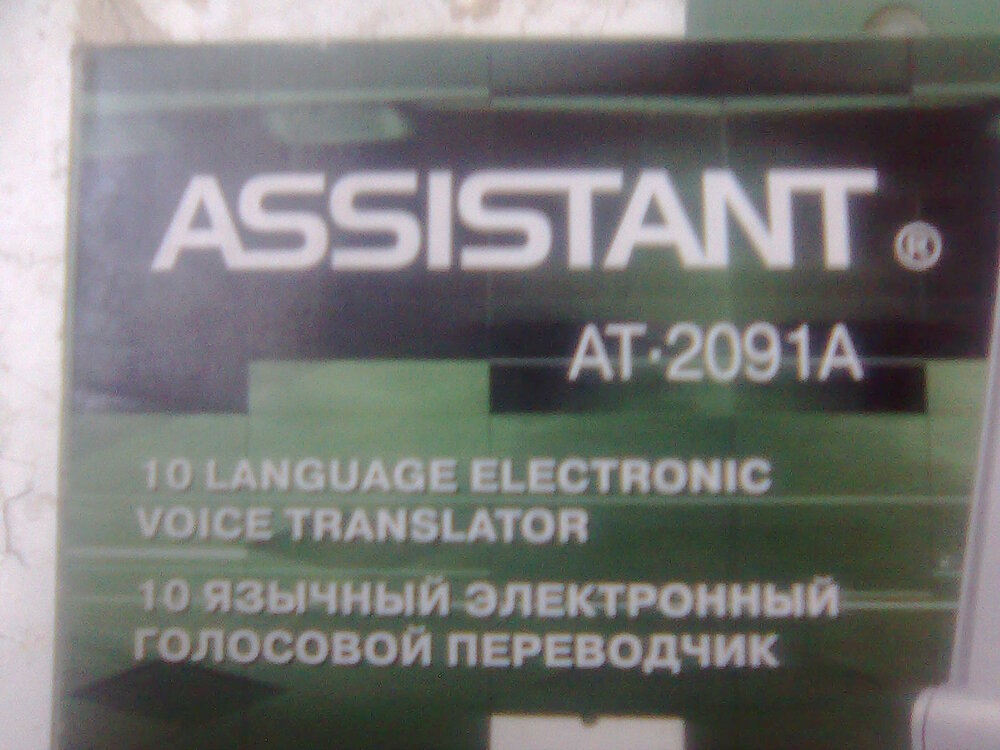 ASSISTANT ®
AT·2091A
10 LANGUAGE ELECTRONIC
VOICE TRANSLATOR
10 ЯЗЫЧНЫЙ ЭЛЕКТРОННЫЙ
ГОЛОСОВОЙ ПЕРЕВОДЧИК